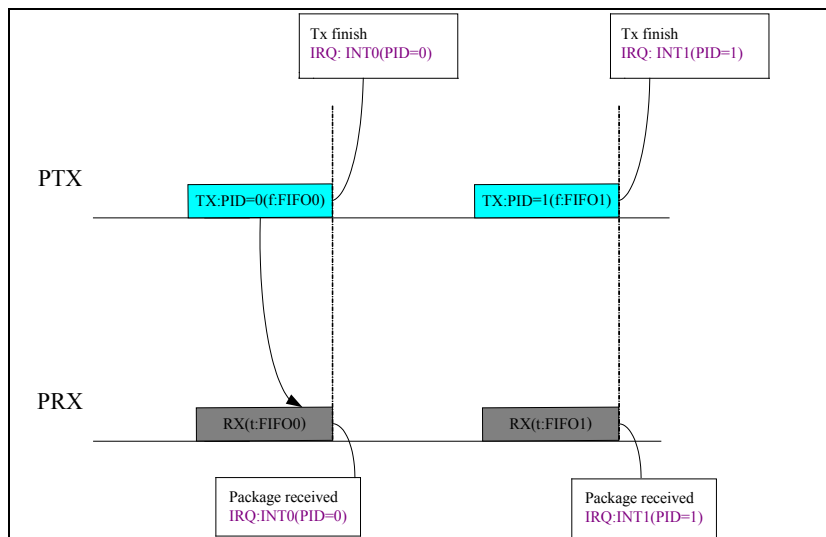 Tx finish
IRQ: INT0(PID=0)
Tx finish
IRQ: INT1(PID=1)
PTX
TX:PID=0(f:FIFO0)
TX:PID=1(f:FIFO1)
PRX
RX(t:FIFO0)
RX(t:FIFO1)
Package received
IRQ:INT0(PID=0)
Package received
IRQ:INT1(PID=1)